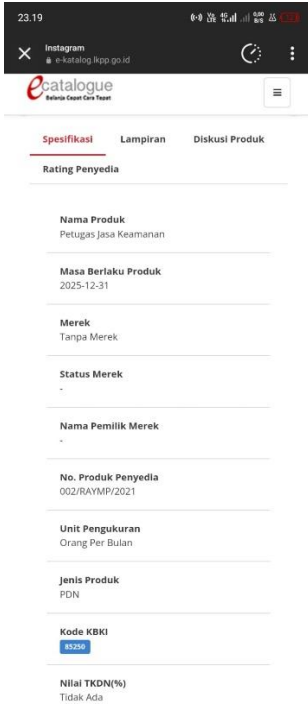 23.19
Instagram
e-katalog.lkpp.go.id
ecatalogue
Belanja Cepat Cara Tepat
Spesifikasi Lampiran Diskusi Produk
Rating Penyedia
Nama Produk
Petugas Jasa Keamanan
Masa Berlaku Produk
2025-12-31
Merek
Tanpa Merek
Status Merek
-
Nama Pemilik Merek
-
No. Produk Penyedia
002/RAYMP/2021
Unit Pengukuran
Orang Per Bulan
Jenis Produk
PDN
Kode KBKI
85250
Nilai TKDN(%)
Tidak Ada